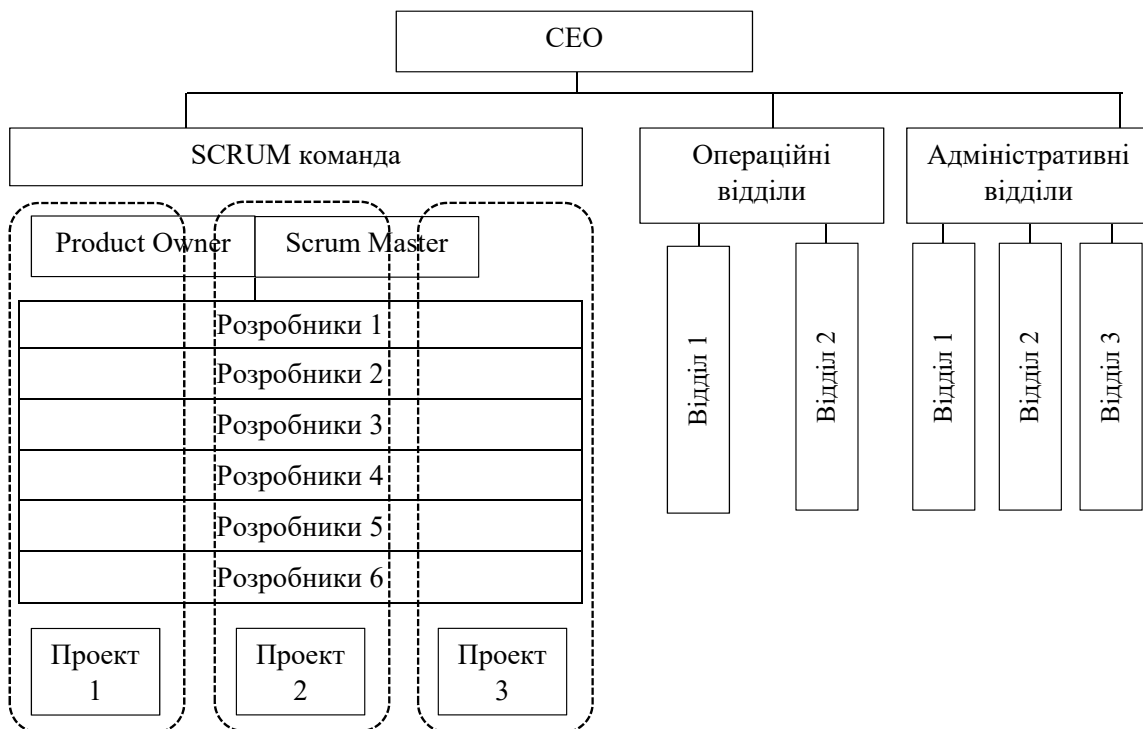 CEO
SCRUM команда
Операційні
відділи
Адміністративні
відділи
Product Owner
Scrum Master
Розробники 1
Розробники 2
Розробники 3
Розробники 4
Розробники 5
Розробники 6
Проект
1
Проект
2
Проект
3
Відділ 1
Відділ 2
Відділ 1
Відділ 2
Відділ 3